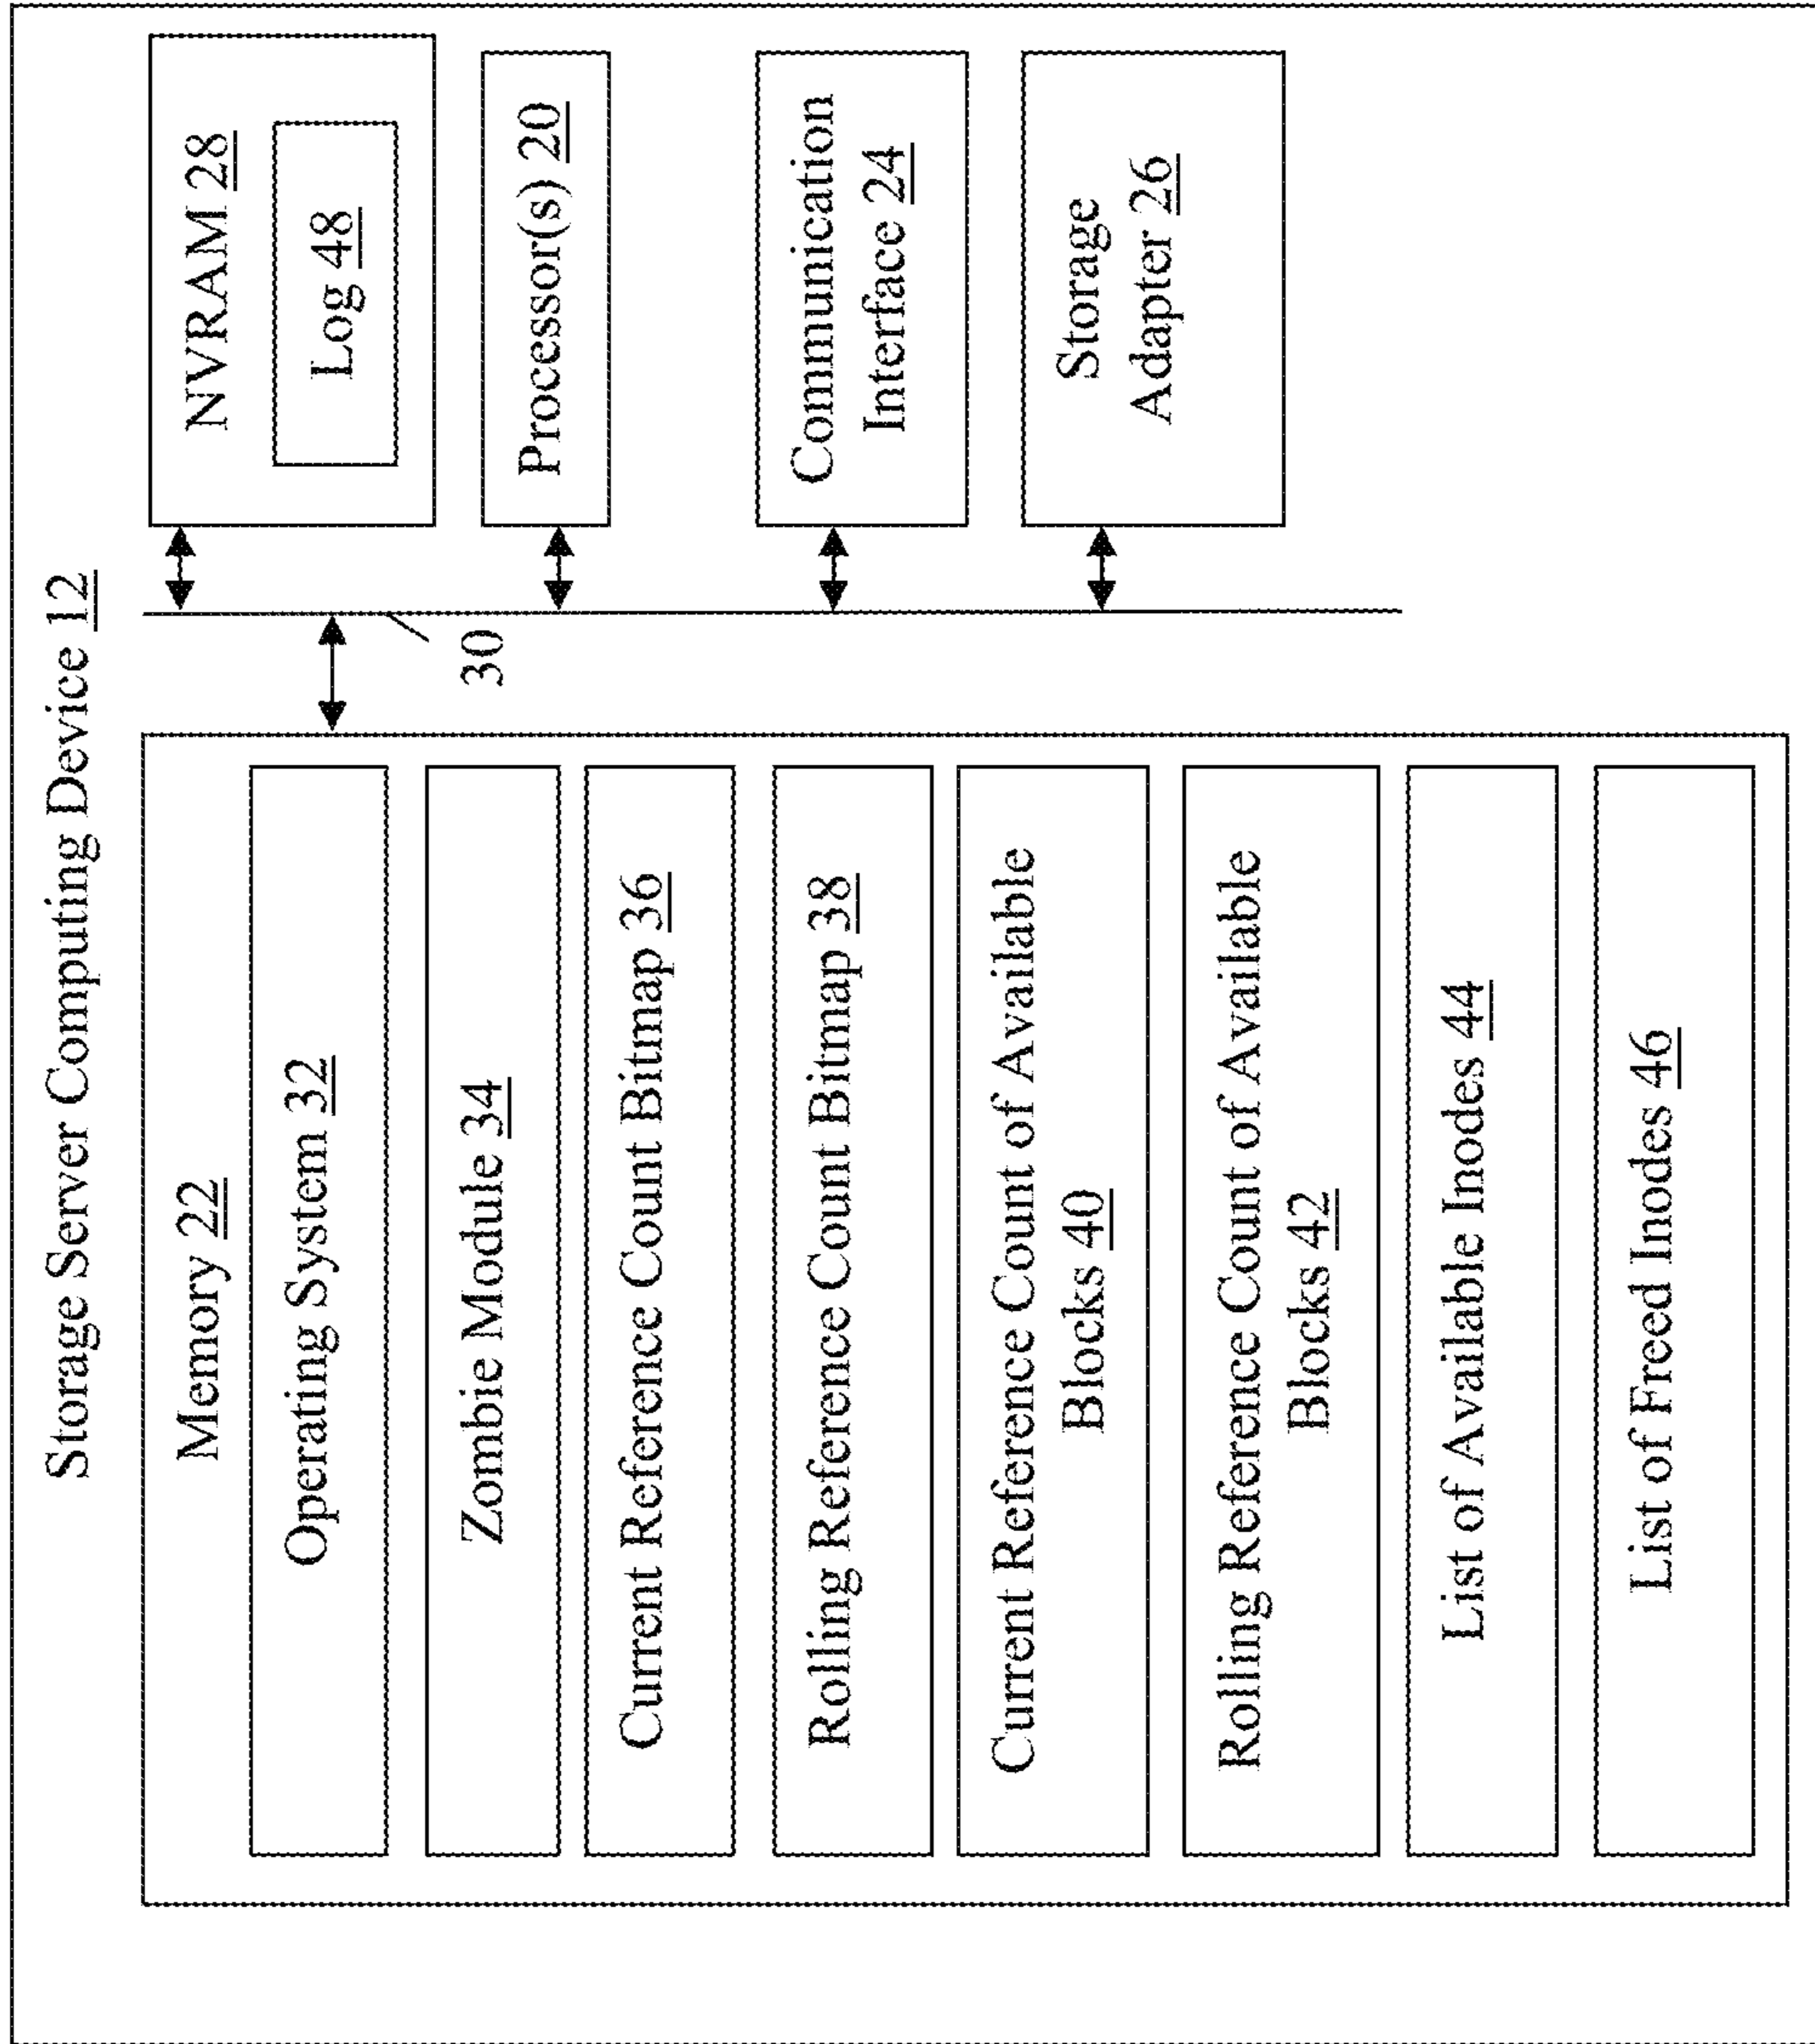 Storage Server Computing Device 12
Memory 22
Operating System 32
Zombie Module 34
Current Reference Count Bitmap 36
Rolling Reference Count Bitmap 38
Current Reference Count of Available
Blocks 40
Rolling Reference Count of Available
Blocks 42
List of Available Inodes 44
List of Freed Inodes 46
30
NVRAM 28
Log 48
Processor(s) 20
Communication
Interface 24
Storage
Adapter 26